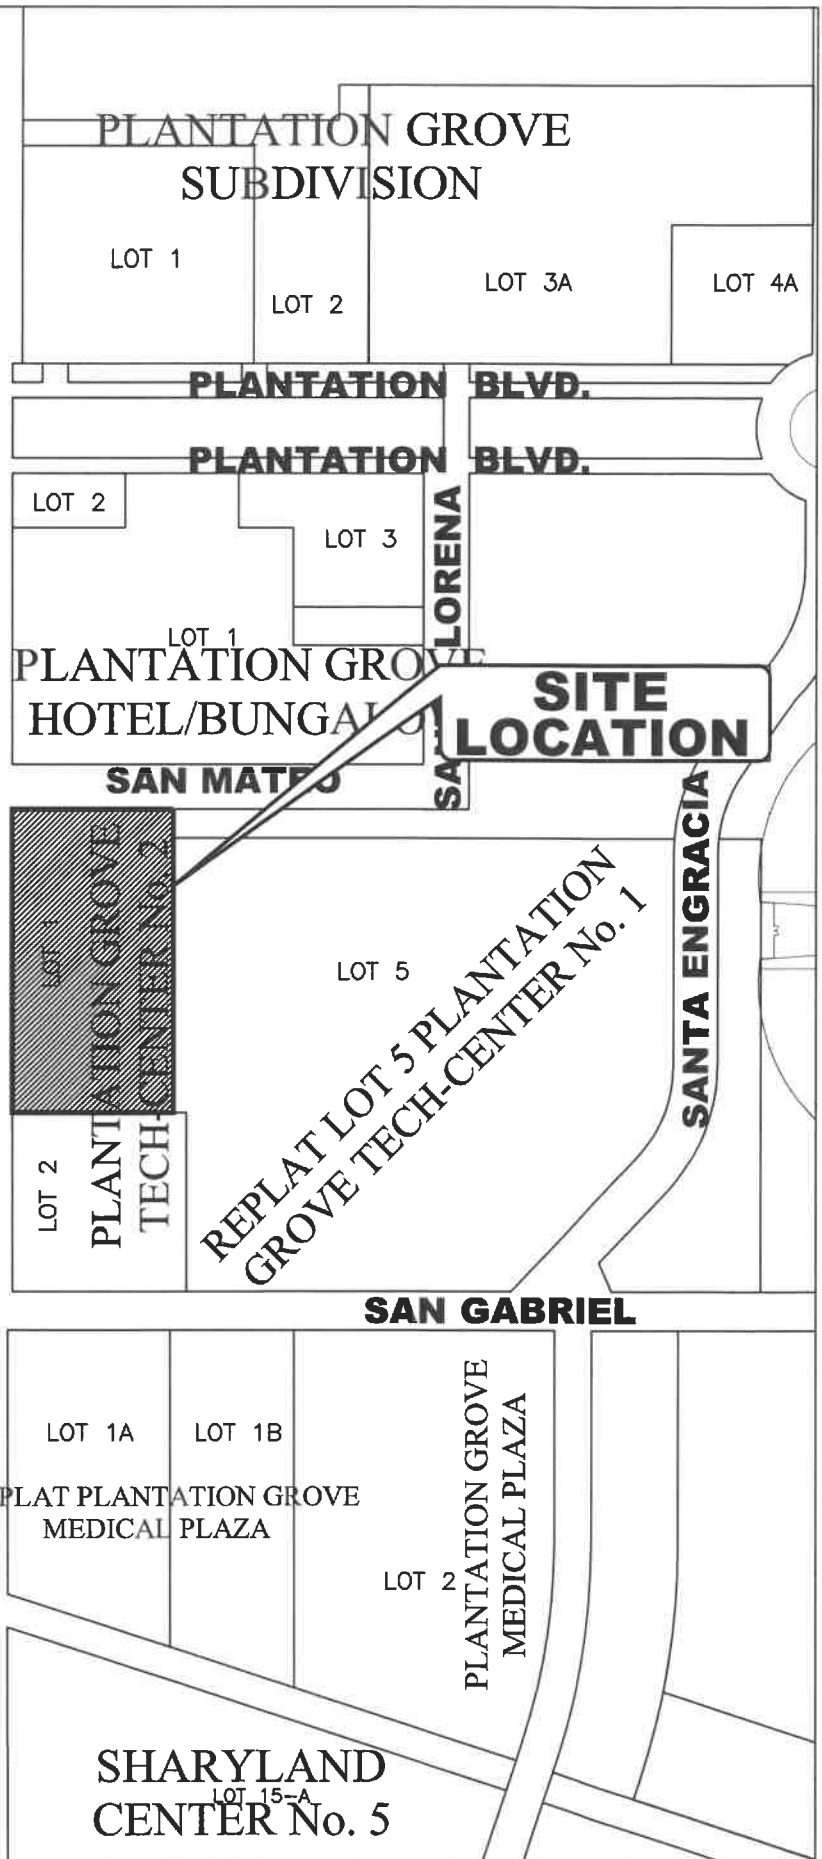 PLANTATION GROVE
SUBDIVISION
LOT 1
LOT 2
LOT 3A
LOT 4A
PLANTATION BLVD.
PLANTATION BLVD.
LOT 2
LOT 3
LORENA
LOT 1
PLANTATION GROVE
HOTEL/BUNGALO
SITE
LOCATION
SAN MATEO
SA
LOT 1
PLANTATION GROVE
TECH-CENTER No. 2
LOT 5
REPLAT LOT 5 PLANTATION
GROVE TECH-CENTER No. 1
SANTA ENGRACIA
LOT 2
SAN GABRIEL
LOT 1A
LOT 1B
PLAT PLANTATION GROVE
MEDICAL PLAZA
LOT 2
PLANTATION GROVE
MEDICAL PLAZA
SHARYLAND
LOT 15-A
CENTER No. 5